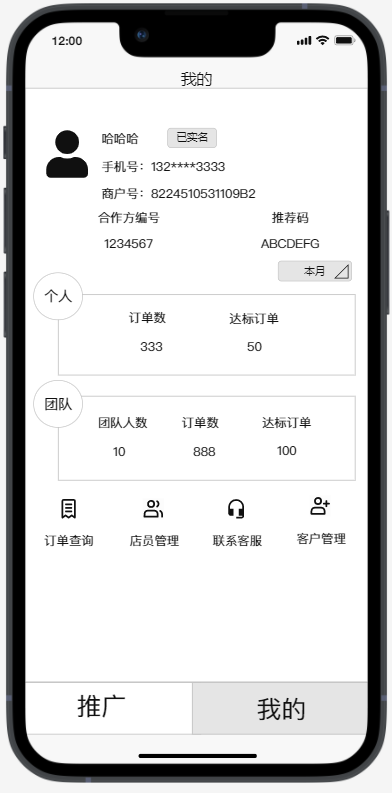 12:00
我的
哈哈哈 已实名
手机号：132****3333
商户号：8224510531109B2
合作方编号 推荐码
1234567 ABCDEFG
本月
个人
订单数 达标订单
333 50
团队
团队人数 订单数 达标订单
10 888 100
订单查询 店员管理 联系客服 客户管理
推广 我的